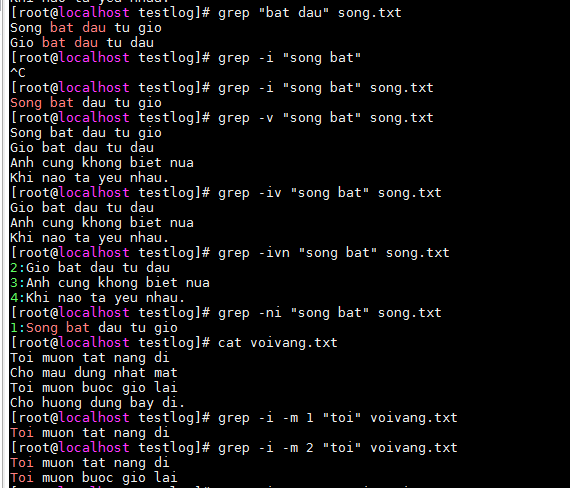 Khi nao ta yeu nhau.
[root@localhost testlog]# grep "bat dau" song.txt
Song bat dau tu gio
Gio bat dau tu dau
[root@localhost testlog]# grep -i "song bat"
^C
[root@localhost testlog]# grep -i "song bat" song.txt
Song bat dau tu gio
[root@localhost testlog]# grep -v "song bat" song.txt
Song bat dau tu gio
Gio bat dau tu dau
Anh cung khong biet nua
Khi nao ta yeu nhau.
[root@localhost testlog]# grep -iv "song bat" song.txt
Gio bat dau tu dau
Anh cung khong biet nua
Khi nao ta yeu nhau.
[root@localhost testlog]# grep -ivn "song bat" song.txt
2:Gio bat dau tu dau
3:Anh cung khong biet nua
4:Khi nao ta yeu nhau.
[root@localhost testlog]# grep -ni "song bat" song.txt
1:Song bat dau tu gio
[root@localhost testlog]# cat voivang.txt
Toi muon tat nang di
Cho mau dung nhat mat
Toi muon buoc gio lai
Cho huong dung bay di.
[root@localhost testlog]# grep -i -m 1 "toi" voivang.txt
Toi muon tat nang di
[root@localhost testlog]# grep -i -m 2 "toi" voivang.txt
Toi muon tat nang di
Toi muon buoc gio lai